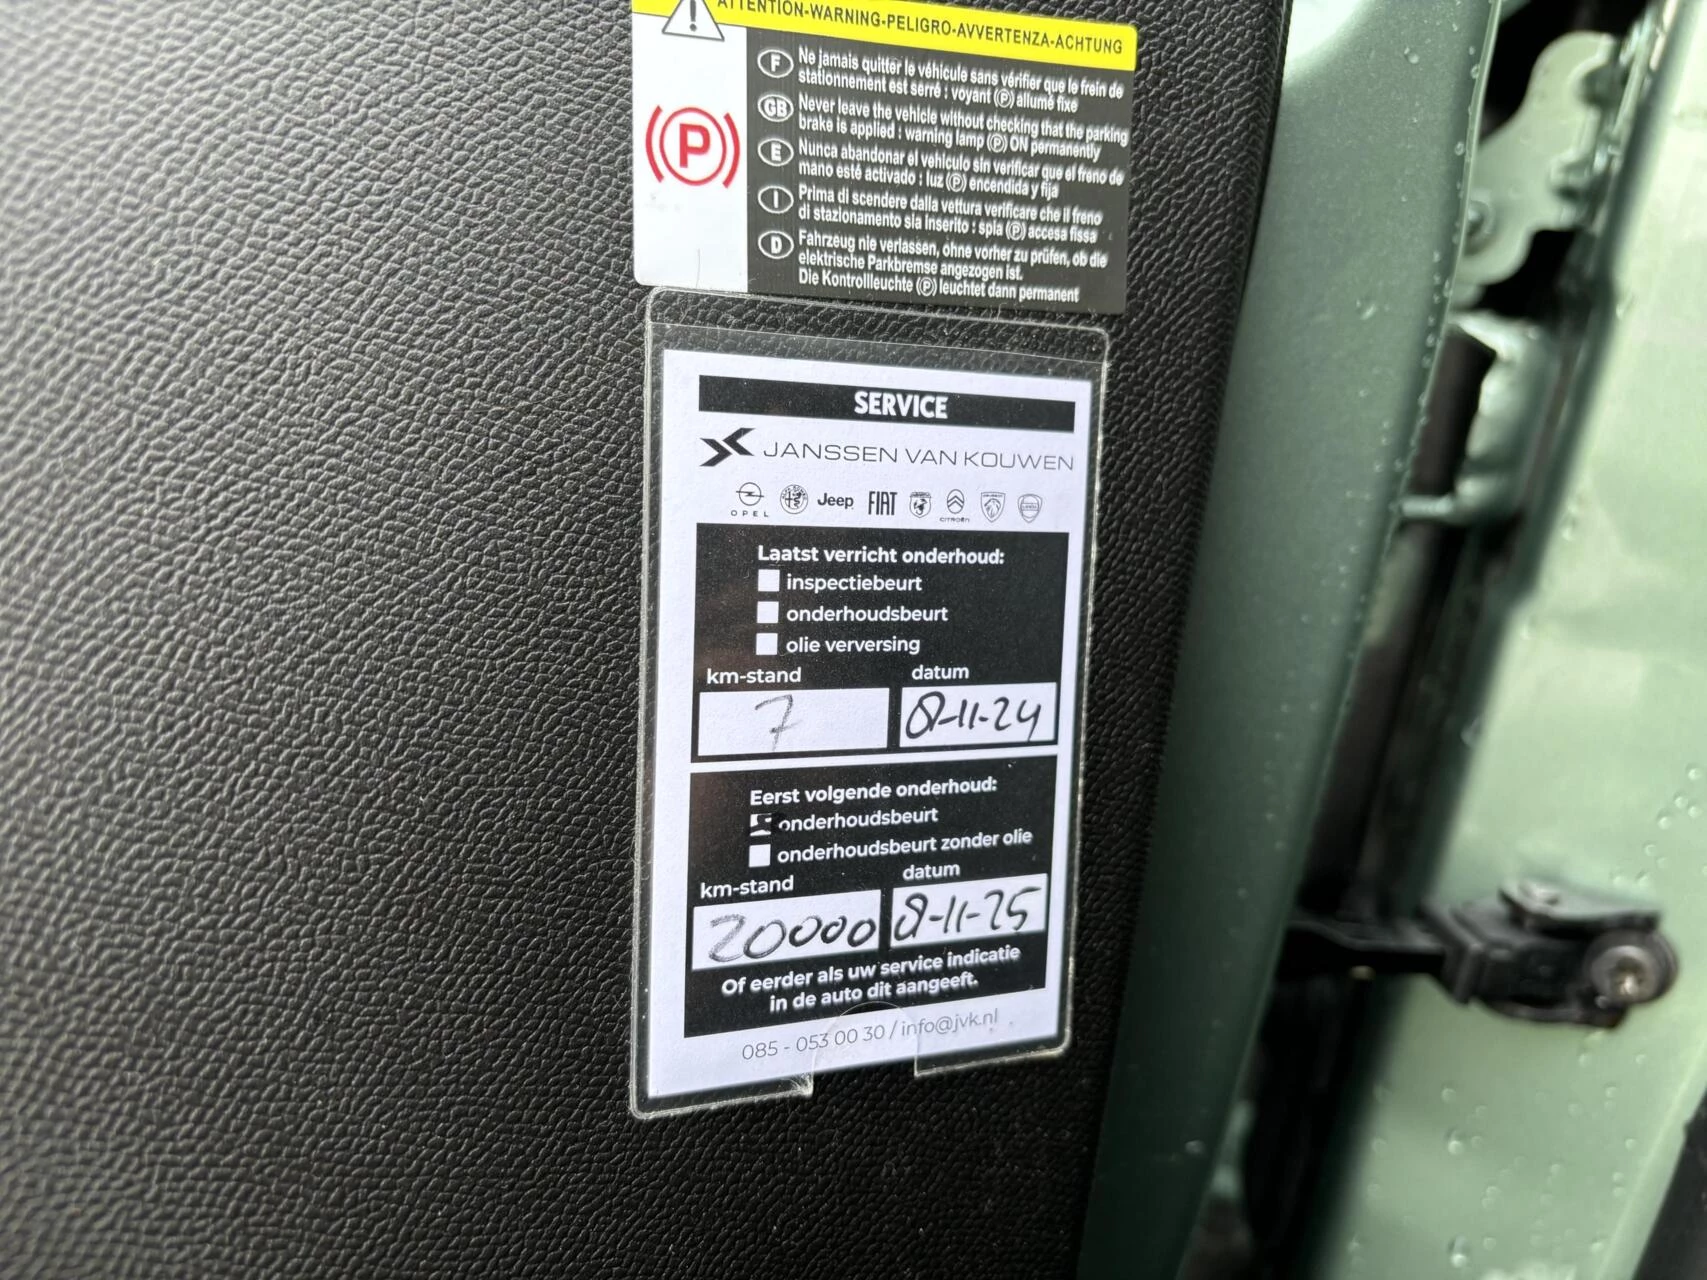 ATTENTION-WARNING-PELIGRO-AVVERTENZA-ACHTUNG
F Ne jamais quitter le véhicule sans vérifier que le frein de
stationnement est serré : voyant (P) allumé fixe
GB Never leave the vehicle without checking that the parking
brake is applied : warning lamp (P) ON permanently
E Nunca abandonar el vehiculo sin verificar que el freno de
mano esté activado : luz (P) encendida y fija
I Prima di scendere dalla vettura verificare che il freno
di stazionamento sia inserito : spia (P) accesa fissa
D Fahrzeug nie verlassen, ohne vorher zu prüfen, ob die
elektrische Parkbremse angezogen ist.
Die Kontrollleuchte (P) leuchtet dann permanent
(P)
SERVICE
JANSSEN VAN KOUWEN
OPEL Jeep FIAT CITROËN
Laatst verricht onderhoud:
inspectiebeurt
onderhoudsbeurt
olie verversing
km-stand datum
7 -11-24
Eerst volgende onderhoud:
onderhoudsbeurt
onderhoudsbeurt zonder olie
km-stand datum
20000 -11-25
Of eerder als uw service indicatie
in de auto dit aangeeft.
085 - 053 00 30 / info@jvk.nl